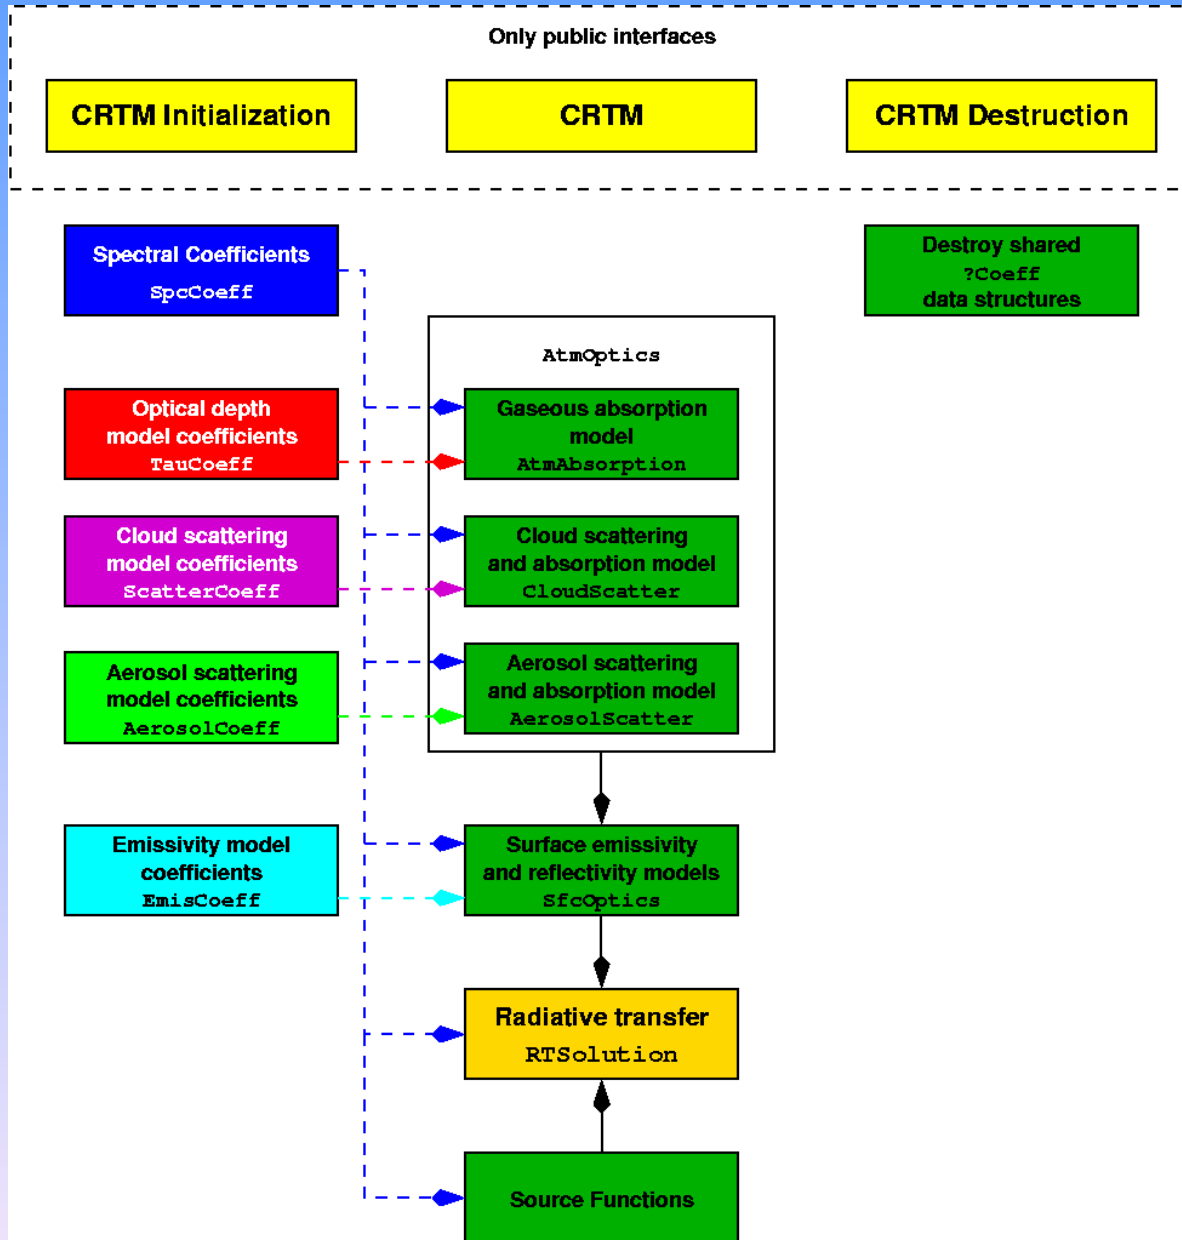 Only public interfaces
CRTM Initialization
CRTM
CRTM Destruction
Spectral Coefficients
SpcCoeff
Destroy shared
?Coeff
data structures
AtmOptics
Optical depth
model coefficients
TauCoeff
Gaseous absorption
model
AtmAbsorption
Cloud scattering
model coefficients
ScatterCoeff
Cloud scattering
and absorption model
CloudScatter
Aerosol scattering
model coefficients
AerosolCoeff
Aerosol scattering
and absorption model
AerosolScatter
Emissivity model
coefficients
EmisCoeff
Surface emissivity
and reflectivity models
SfcOptics
Radiative transfer
RTSolution
Source Functions